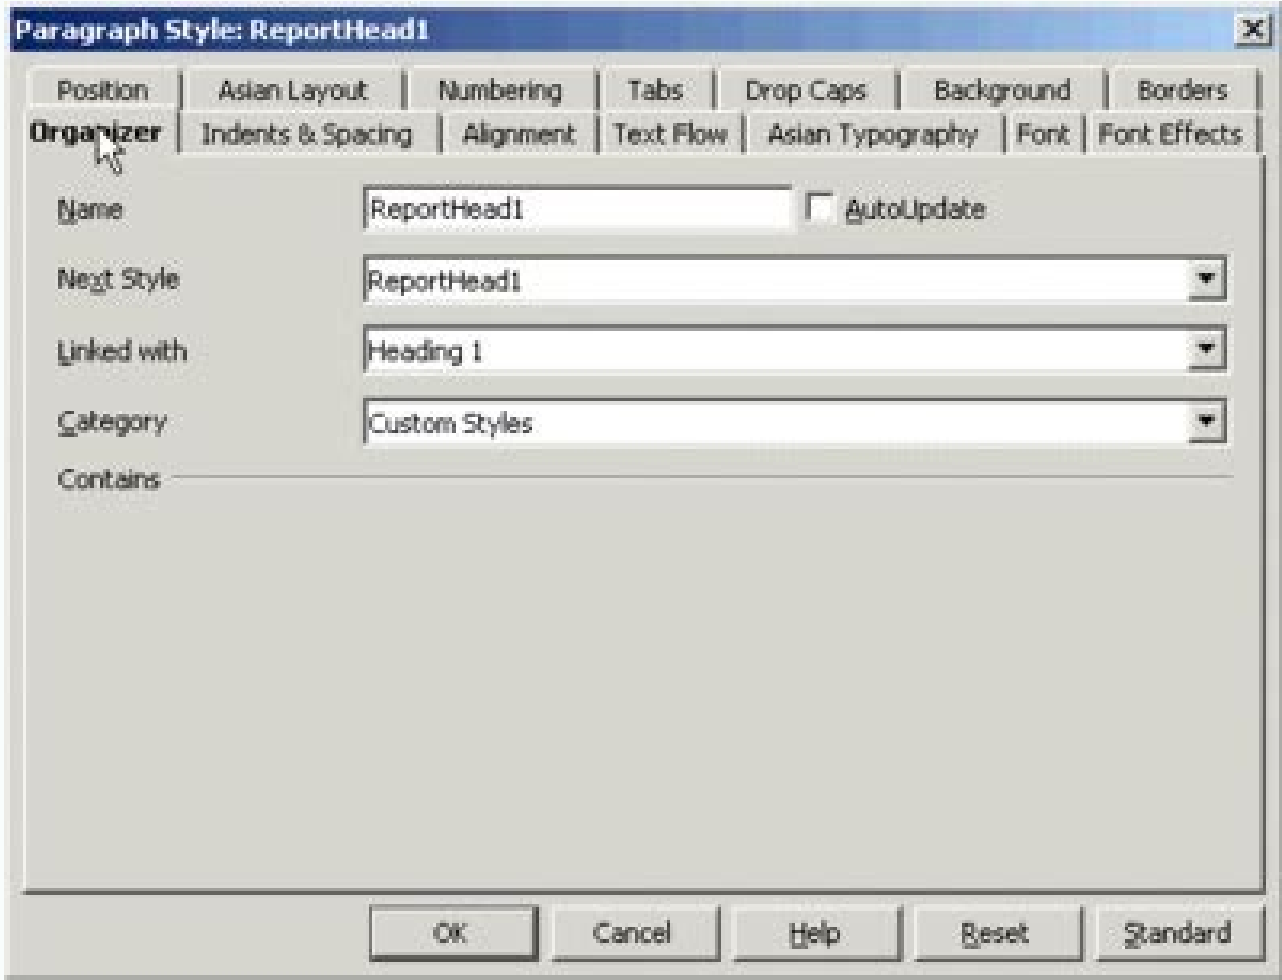 Paragraph Style: ReportHead1
Position Asian Layout Numbering Tabs Drop Caps Background Borders
Organizer Indents & Spacing Alignment Text Flow Asian Typography Font Font Effects
Name ReportHead1 AutoUpdate
Next Style ReportHead1
Linked with Heading 1
Category Custom Styles
Contains
OK Cancel Help Reset Standard